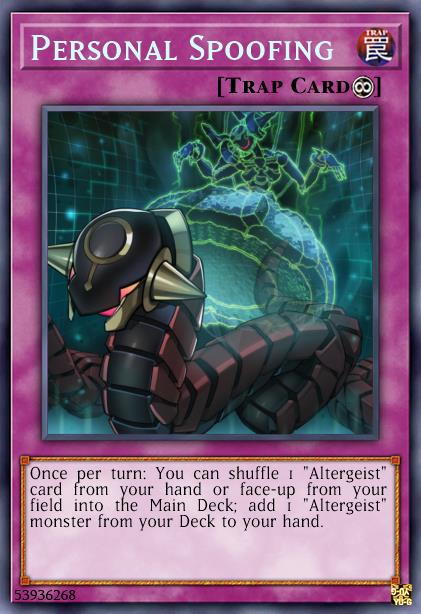 PERSONAL SPOOFING
TRAP
罠
[TRAP CARD]
Once per turn: You can shuffle 1 "Altergeist"
card from your hand or face-up from your
field into the Main Deck; add 1 "Altergeist"
monster from your Deck to your hand.
53936268